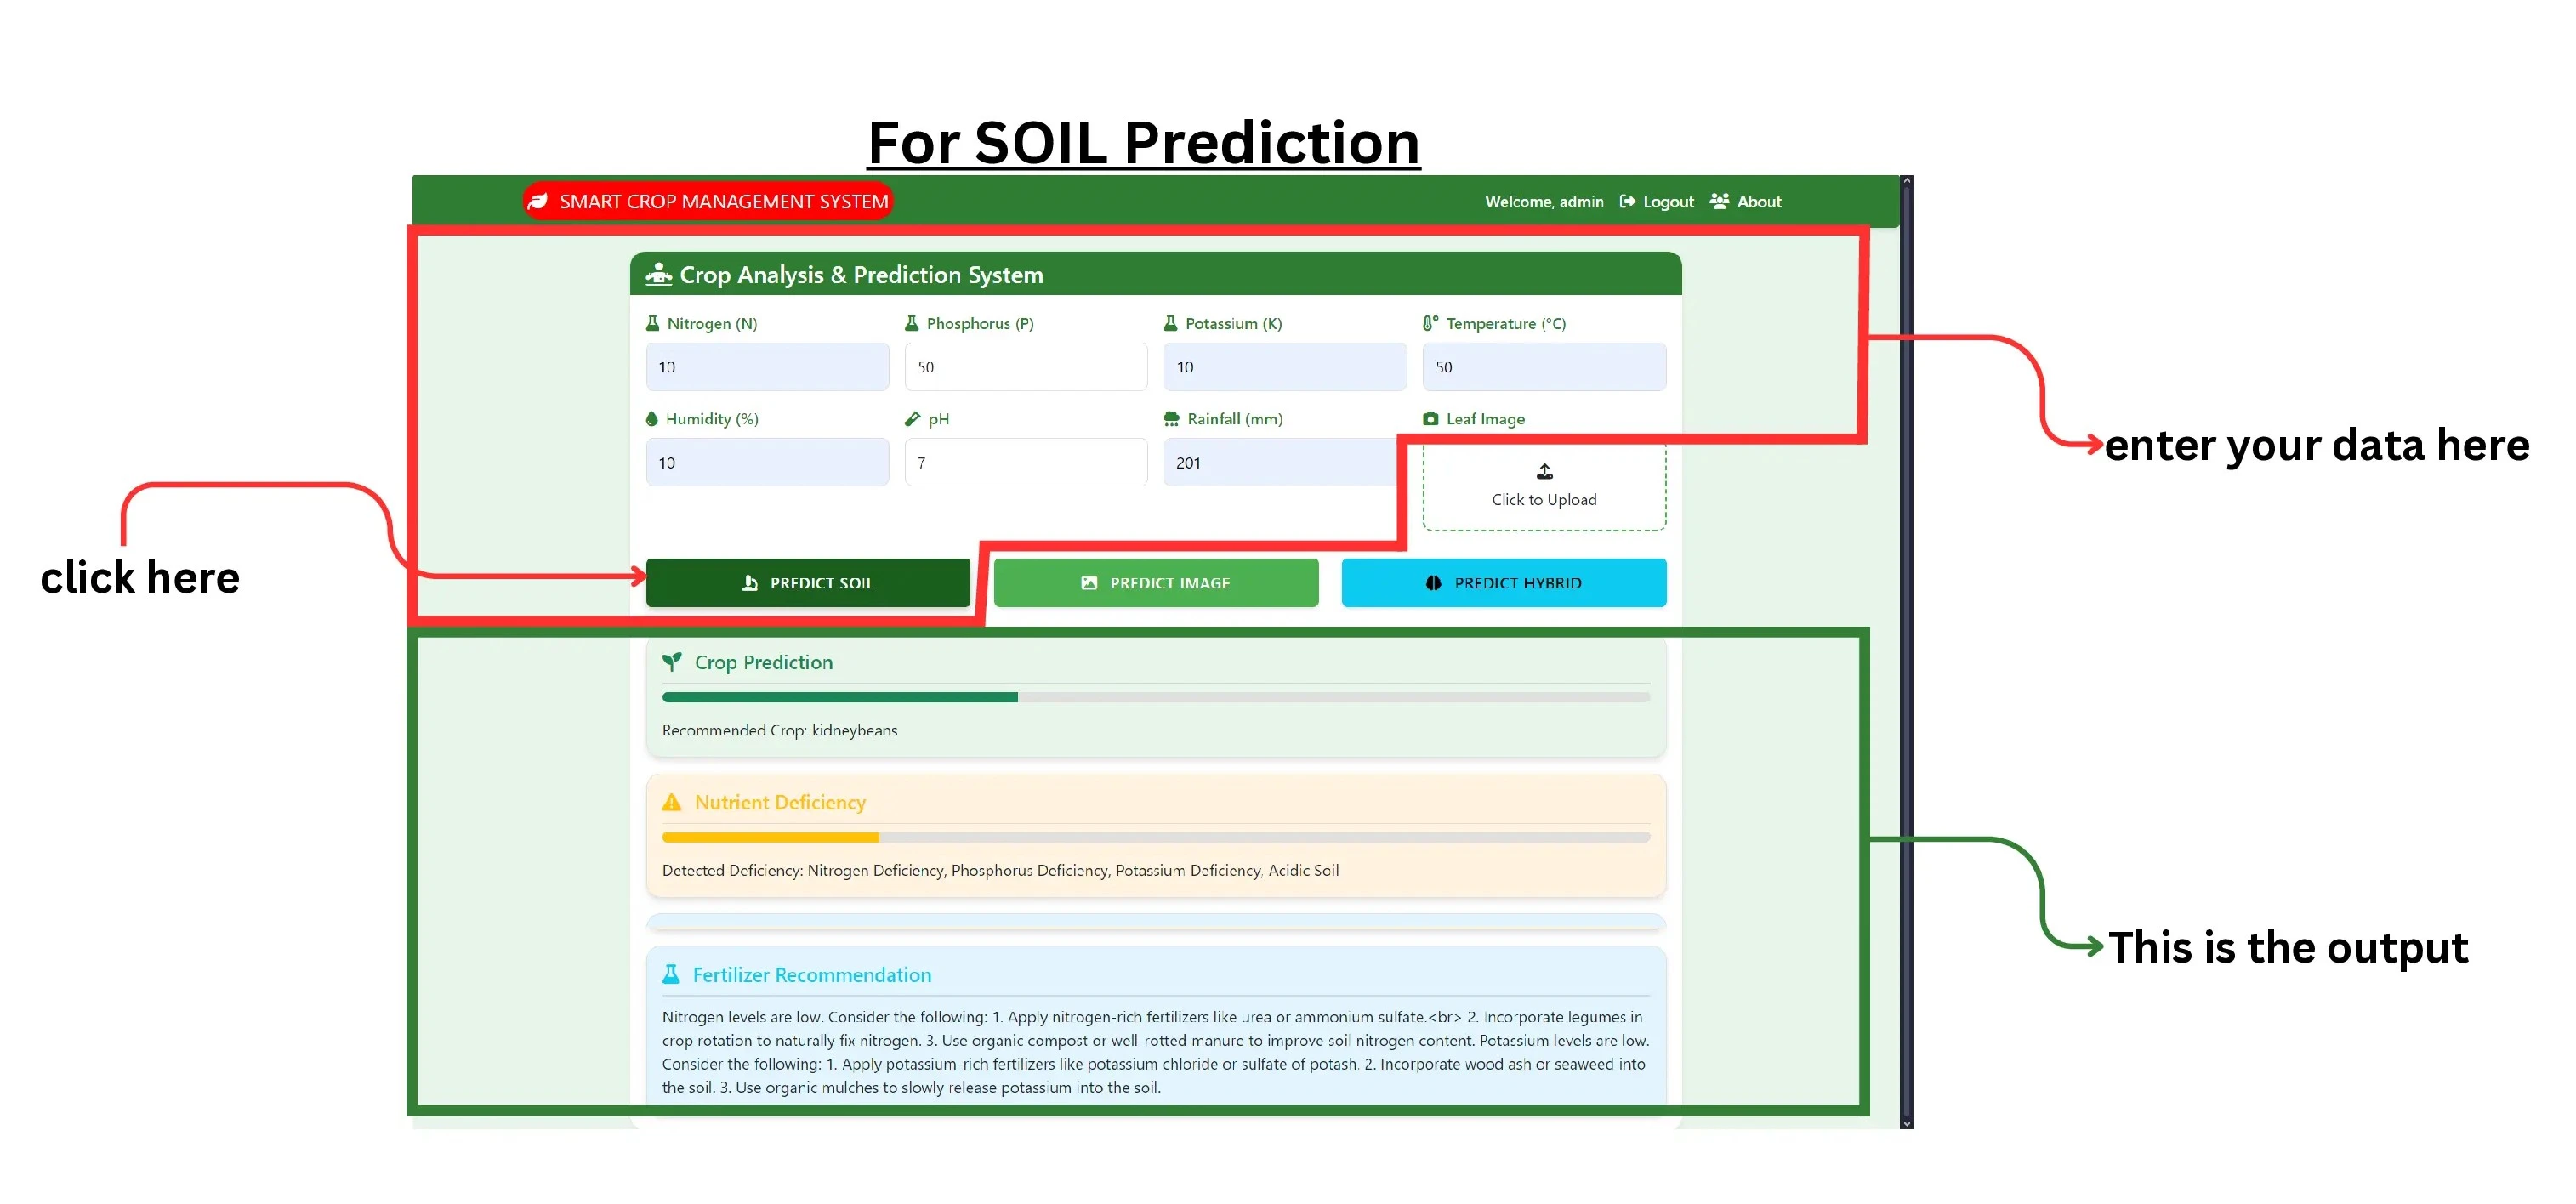 For SOIL Prediction
SMART CROP MANAGEMENT SYSTEM
Welcome, admin Logout About
Crop Analysis & Prediction System
Nitrogen (N) Phosphorus (P) Potassium (K) Temperature (°C)
10 50 10 50
Humidity (%) pH Rainfall (mm) Leaf Image
10 7 201
Click to Upload
enter your data here
click here
PREDICT SOIL PREDICT IMAGE PREDICT HYBRID
Crop Prediction
Recommended Crop: kidneybeans
Nutrient Deficiency
Detected Deficiency: Nitrogen Deficiency, Phosphorus Deficiency, Potassium Deficiency, Acidic Soil
This is the output
Fertilizer Recommendation
Nitrogen levels are low. Consider the following: 1. Apply nitrogen-rich fertilizers like urea or ammonium sulfate.<br> 2. Incorporate legumes in
crop rotation to naturally fix nitrogen. 3. Use organic compost or well-rotted manure to improve soil nitrogen content. Potassium levels are low.
Consider the following: 1. Apply potassium-rich fertilizers like potassium chloride or sulfate of potash. 2. Incorporate wood ash or seaweed into
the soil. 3. Use organic mulches to slowly release potassium into the soil.